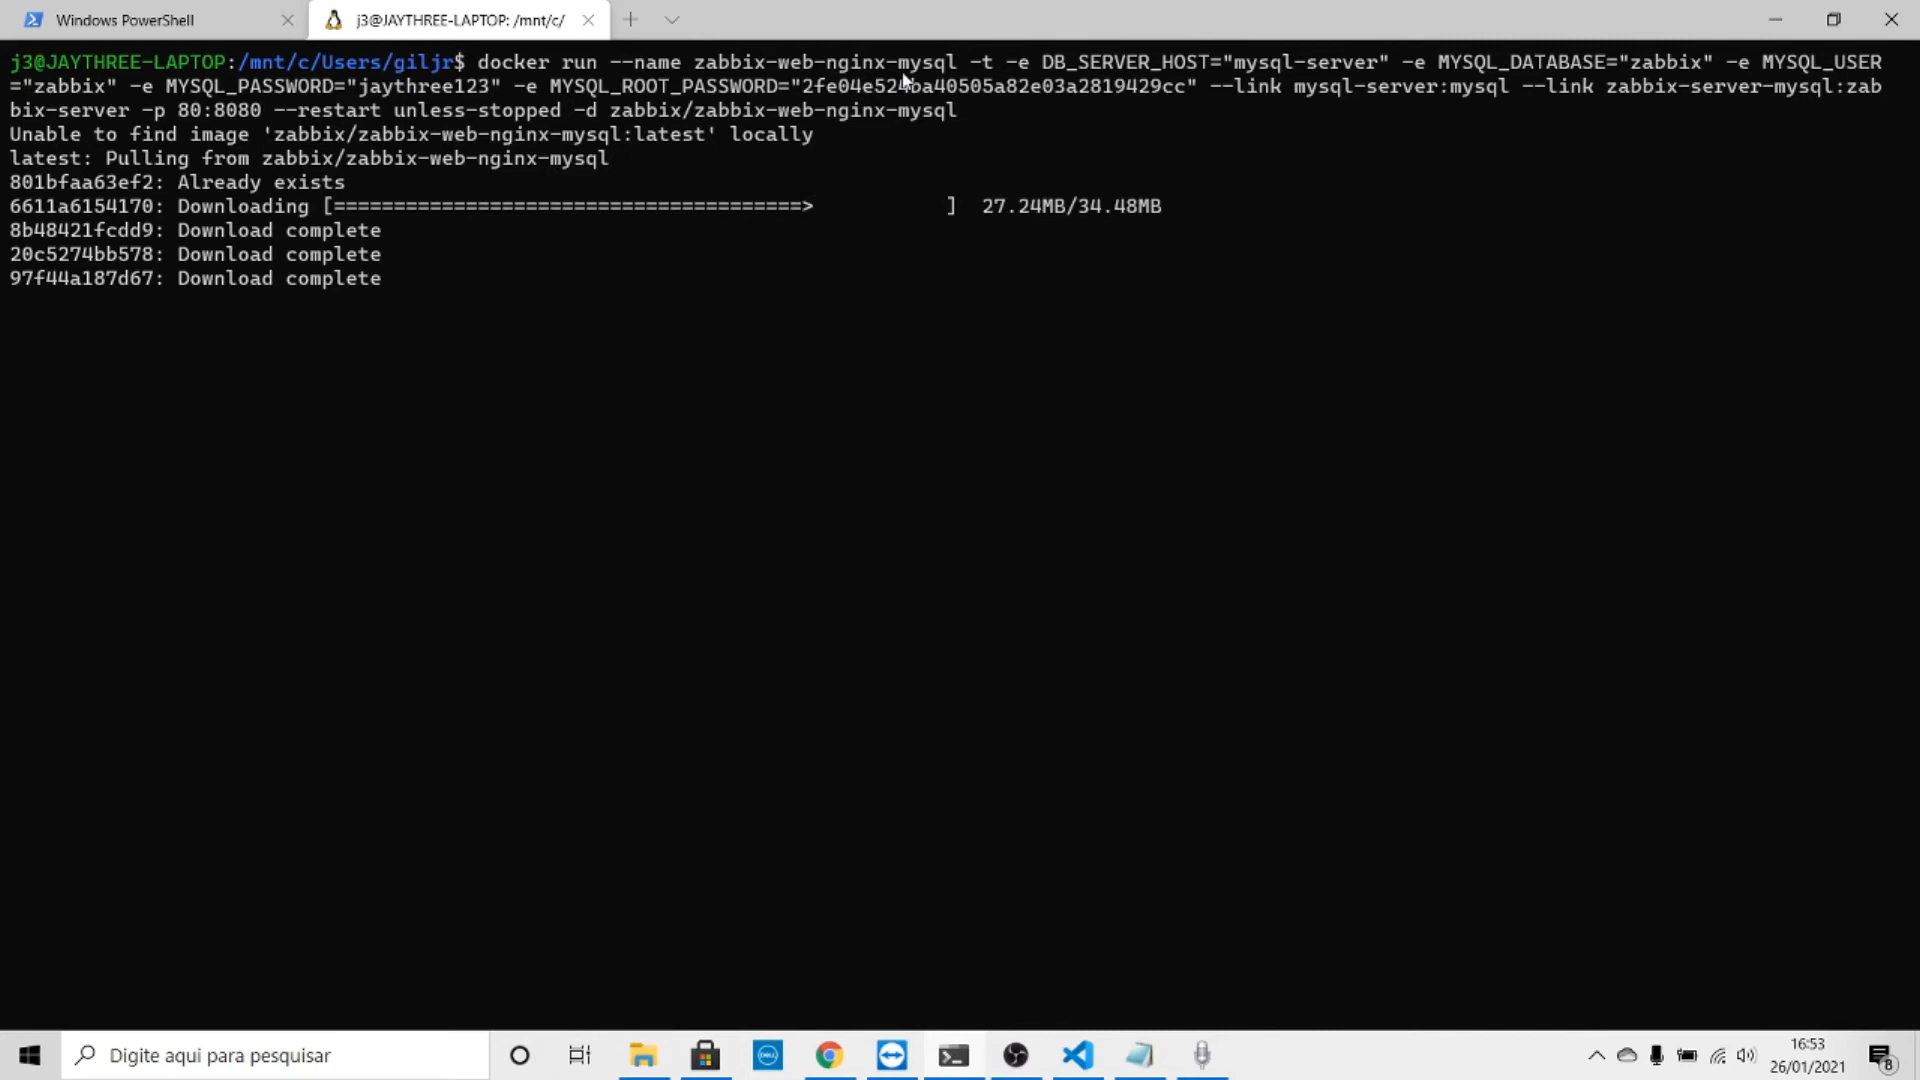 Windows PowerShell
j3@JAYTHREE-LAPTOP: /mnt/c/
j3@JAYTHREE-LAPTOP:/mnt/c/Users/giljr$ docker run --name zabbix-web-nginx-mysql -t -e DB_SERVER_HOST="mysql-server" -e MYSQL_DATABASE="zabbix" -e MYSQL_USER
="zabbix" -e MYSQL_PASSWORD="jaythree123" -e MYSQL_ROOT_PASSWORD="2fe04e524ba40505a82e03a2819429cc" --link mysql-server:mysql --link zabbix-server-mysql:zab
bix-server -p 80:8080 --restart unless-stopped -d zabbix/zabbix-web-nginx-mysql
Unable to find image 'zabbix/zabbix-web-nginx-mysql:latest' locally
latest: Pulling from zabbix/zabbix-web-nginx-mysql
801bfaa63ef2: Already exists
6611a6154170: Downloading [=======================================>           ]  27.24MB/34.48MB
8b48421fcdd9: Download complete
20c5274bb578: Download complete
97f44a187d67: Download complete
Digite aqui para pesquisar
DELL
16:53
26/01/2021
8